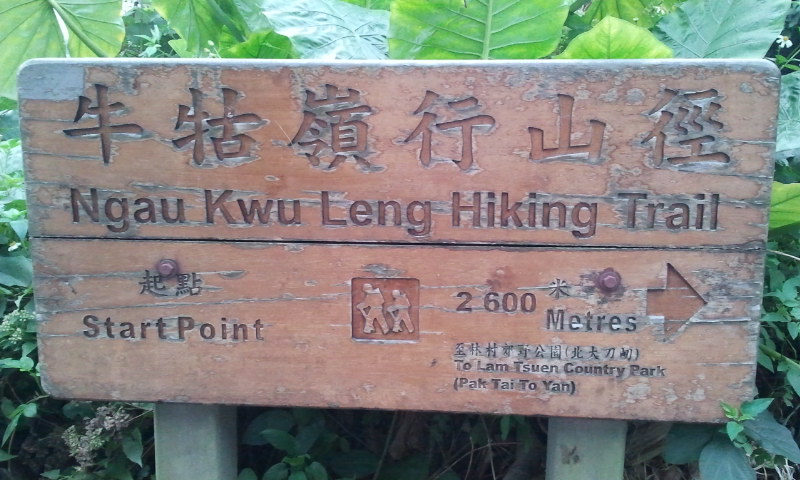 牛牯嶺行山徑
Ngau Kwu Leng Hiking Trail
起點
Start Point
2 600 米
Metres
至林村郊野公園(北大刀屻)
To Lam Tsuen Country Park
(Pak Tai To Yan)